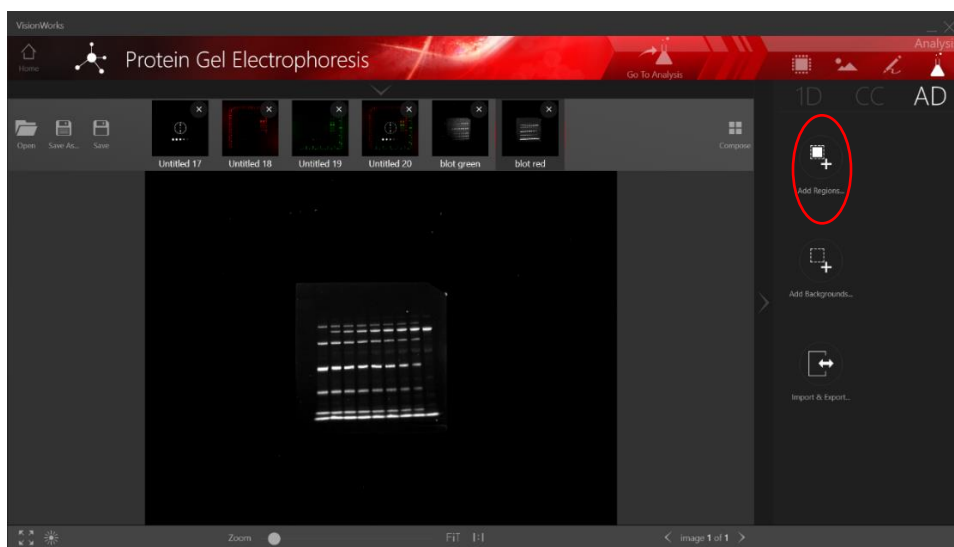 VisionWorks
Analysis
Home
Protein Gel Electrophoresis
Go To Analysis
1D CC AD
Open Save As... Save
Untitled 17 Untitled 18 Untitled 19 Untitled 20 blot green blot red
Compose
Add Regions...
Add Backgrounds...
Import & Export...
Zoom
FiT 1:1
image 1 of 1